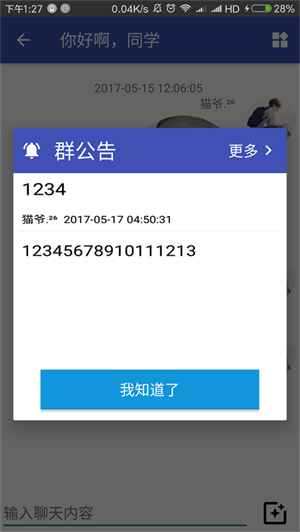 下午1:27 0.04K/s HD 28%
你好啊，同学
2017-05-15 12:06:05
猫爷.²⁶
群公告 更多
1234
猫爷.²⁶ 2017-05-17 04:50:31
12345678910111213
我知道了
输入聊天内容